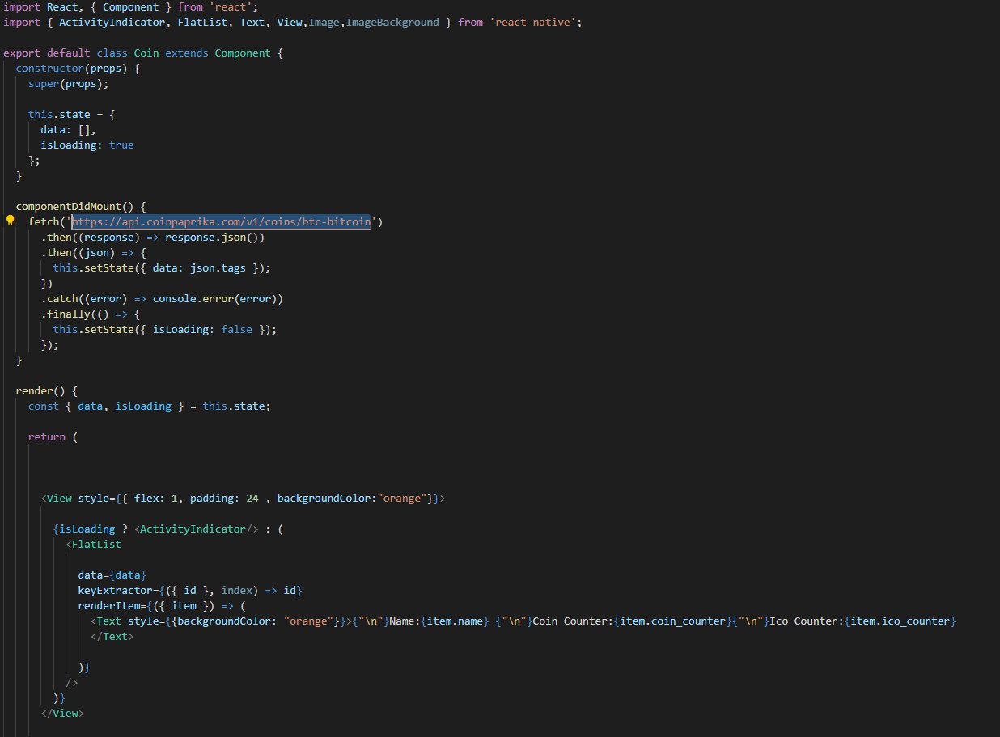 import React, { Component } from 'react';
import { ActivityIndicator, FlatList, Text, View,Image,ImageBackground } from 'react-native';
export default class Coin extends Component {
constructor(props) {
super(props);
this.state = {
data: [],
isLoading: true
};
}
componentDidMount() {
fetch('https://api.coinpaprika.com/v1/coins/btc-bitcoin')
.then((response) => response.json())
.then((json) => {
this.setState({ data: json.tags });
})
.catch((error) => console.error(error))
.finally(() => {
this.setState({ isLoading: false });
});
}
render() {
const { data, isLoading } = this.state;
return (
<View style={{ flex: 1, padding: 24 , backgroundColor:"orange"}}>
{isLoading ? <ActivityIndicator/> : (
<FlatList
data={data}
keyExtractor={({ id }, index) => id}
renderItem={({ item }) => (
<Text style={{backgroundColor: "orange"}}>{"\n"}Name:{item.name} {"\n"}Coin Counter:{item.coin_counter}{"\n"}Ico Counter:{item.ico_counter}
</Text>
)}
/>
)}
</View>